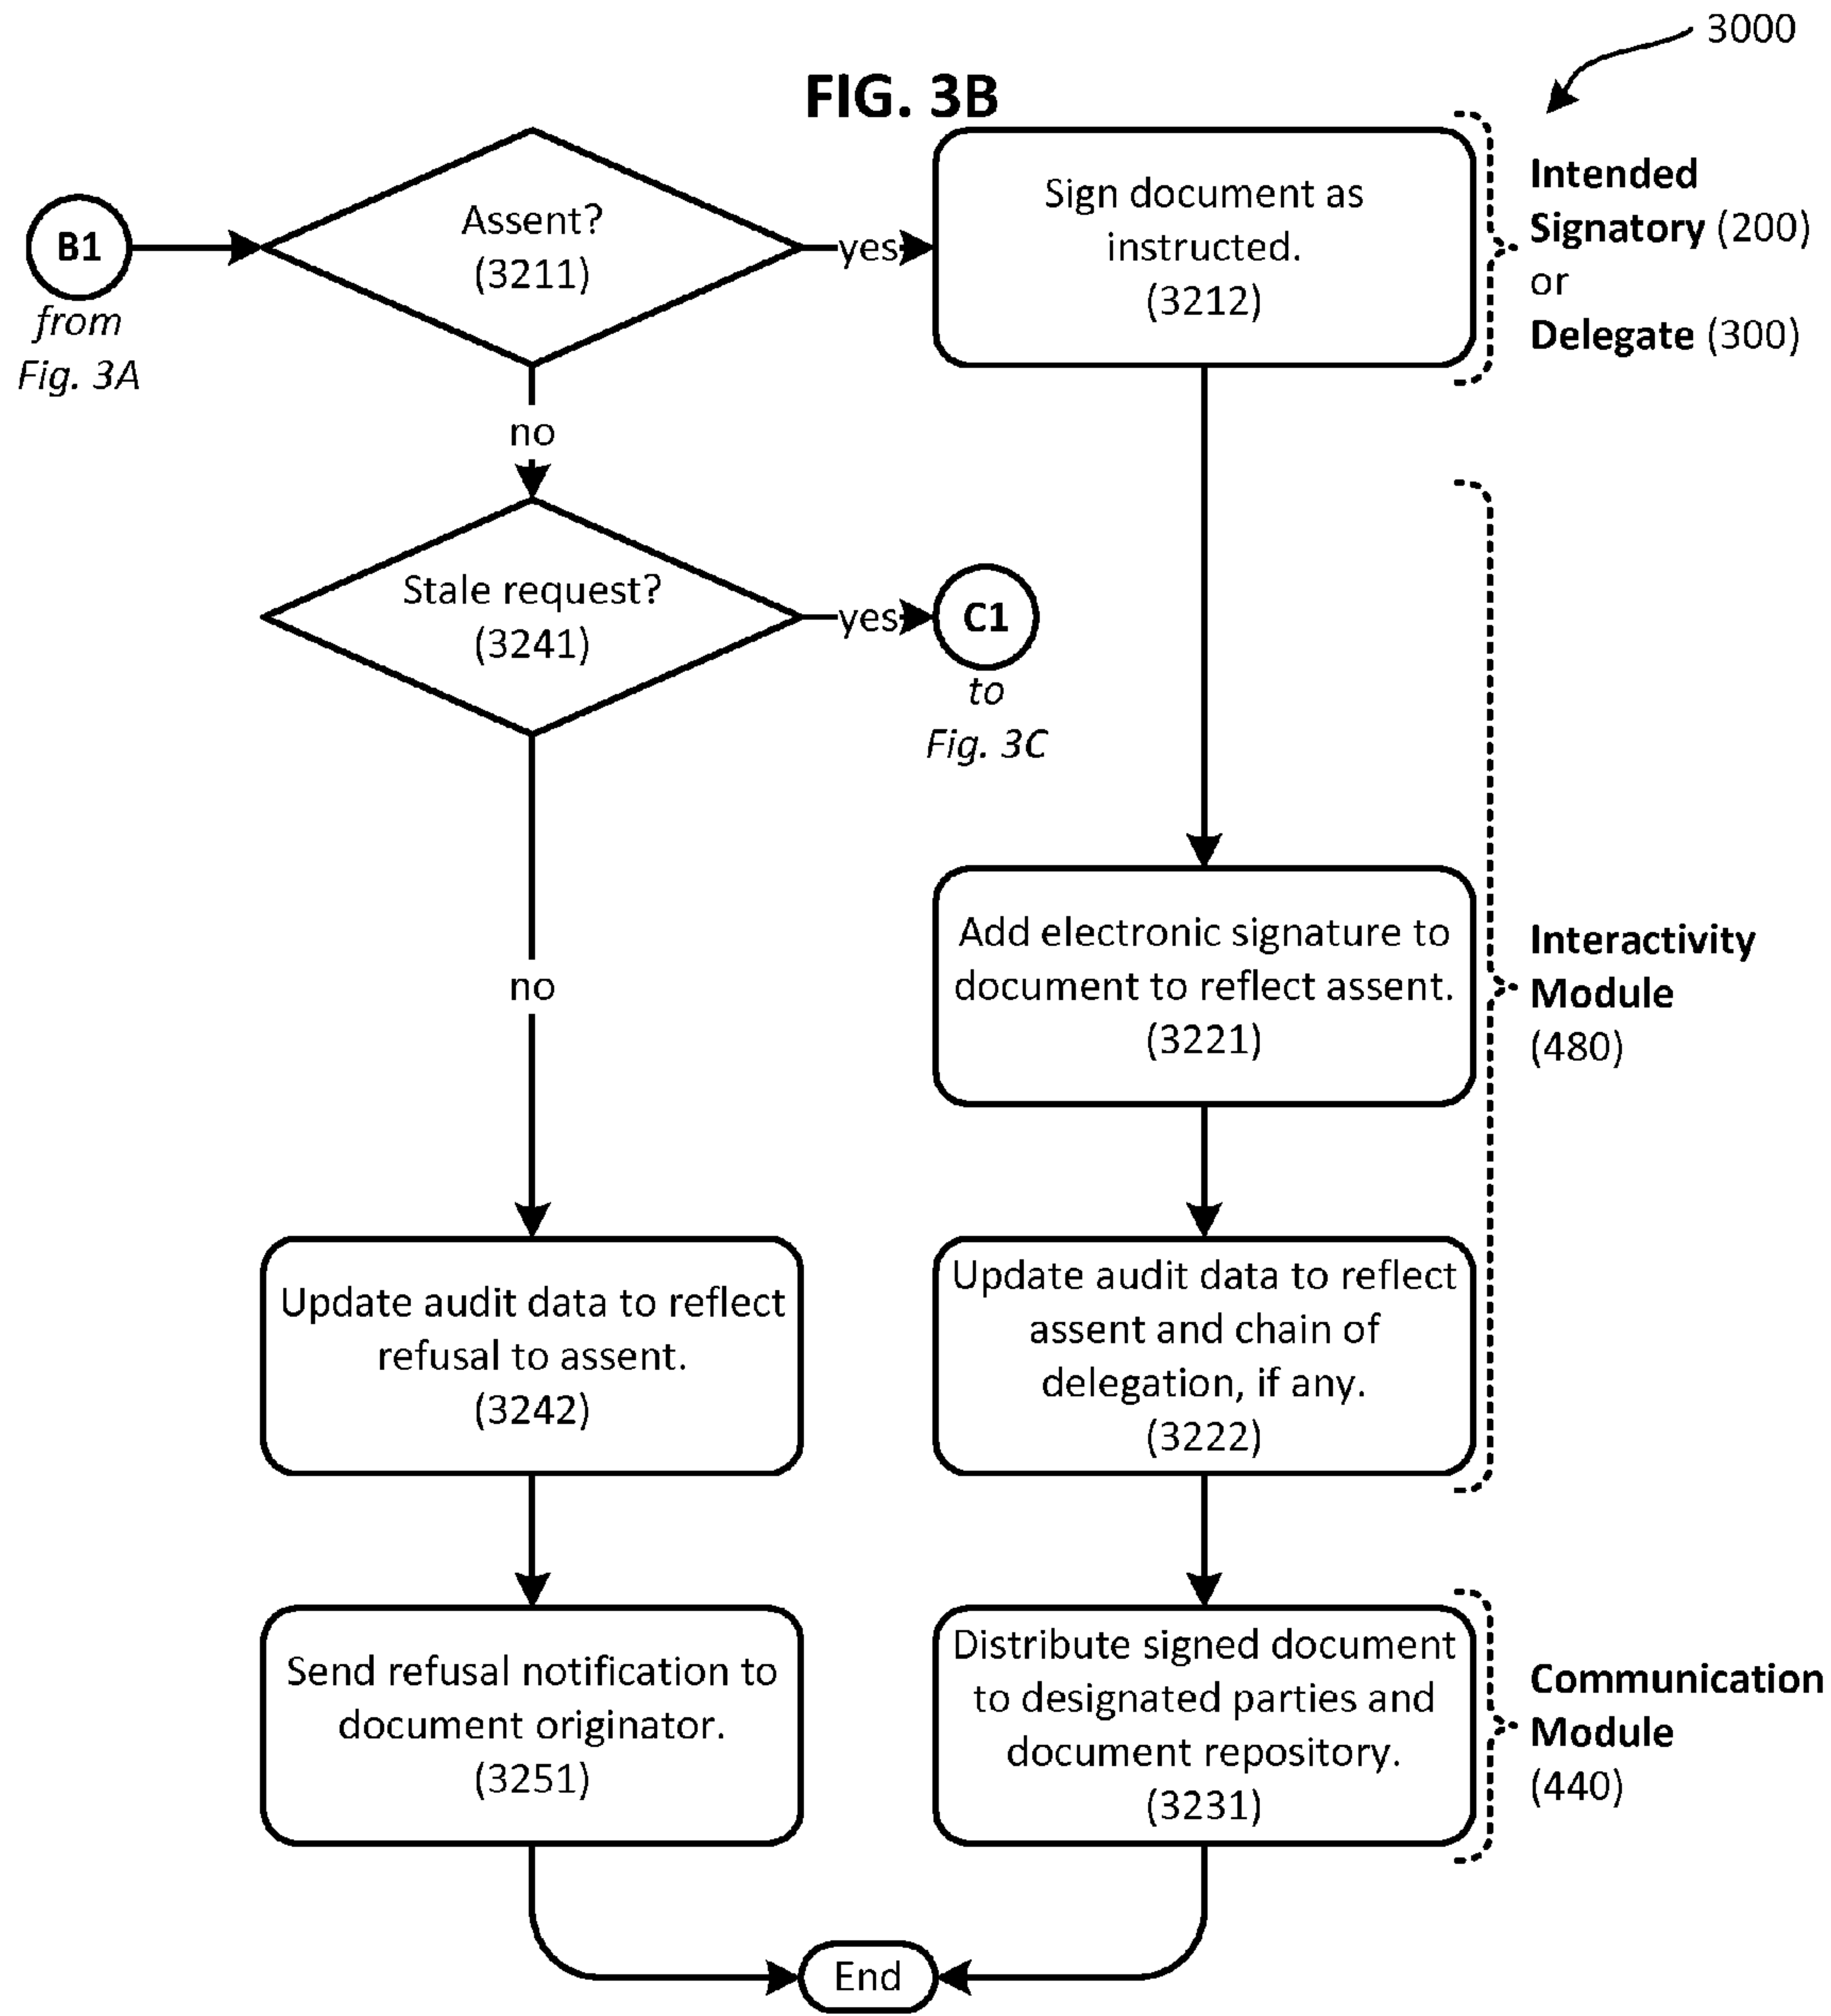 3000
FIG. 3B
B1
from
Fig. 3A
Assent?
(3211)
yes
Sign document as
instructed.
(3212)
Intended
Signatory (200)
or
Delegate (300)
no
Stale request?
(3241)
yes
C1
to
Fig. 3C
no
Add electronic signature to
document to reflect assent.
(3221)
Interactivity
Module
(480)
Update audit data to reflect
refusal to assent.
(3242)
Update audit data to reflect
assent and chain of
delegation, if any.
(3222)
Send refusal notification to
document originator.
(3251)
Distribute signed document
to designated parties and
document repository.
(3231)
Communication
Module
(440)
End